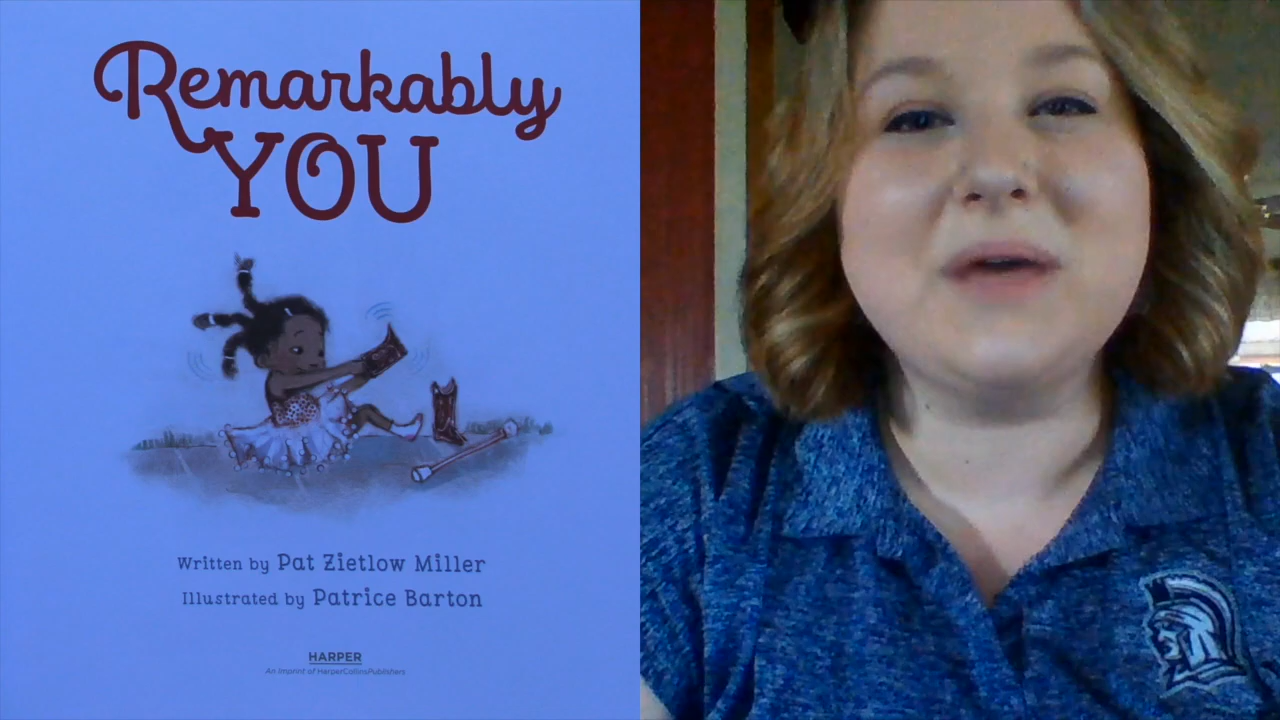 Remarkably
YOU
Written by Pat Zietlow Miller
Illustrated by Patrice Barton
HARPER
An Imprint of HarperCollinsPublishers